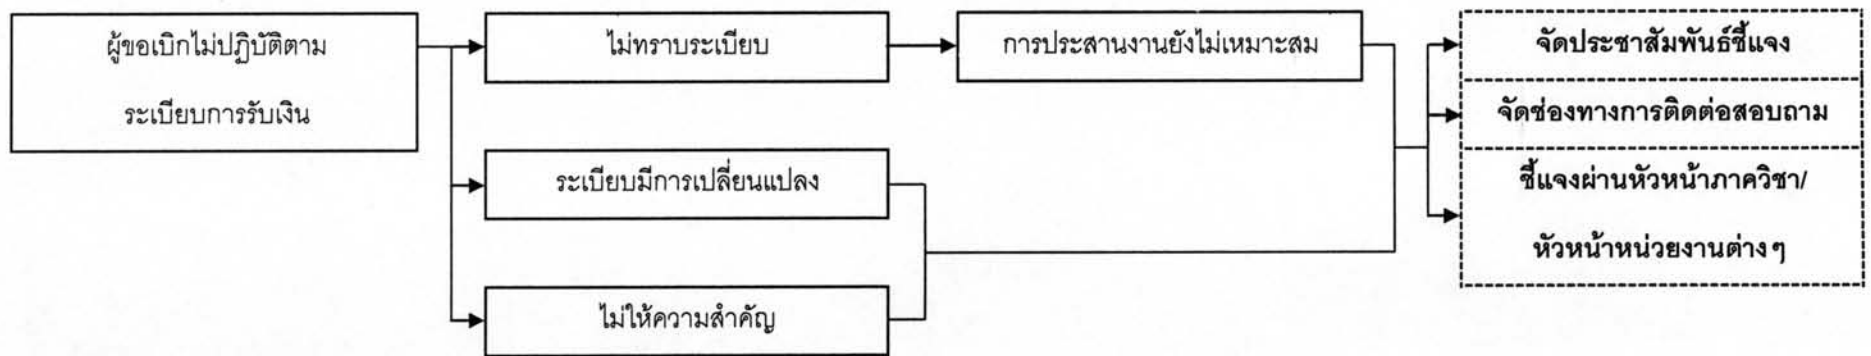 ผู้ขอเบิกไม่ปฏิบัติตาม
ระเบียบการรับเงิน
ไม่ทราบระเบียบ
การประสานงานยังไม่เหมาะสม
จัดประชาสัมพันธ์ชี้แจง
จัดช่องทางการติดต่อสอบถาม
ระเบียบมีการเปลี่ยนแปลง
ชี้แจงผ่านหัวหน้าภาควิชา/
หัวหน้าหน่วยงานต่างๆ
ไม่ให้ความสำคัญ